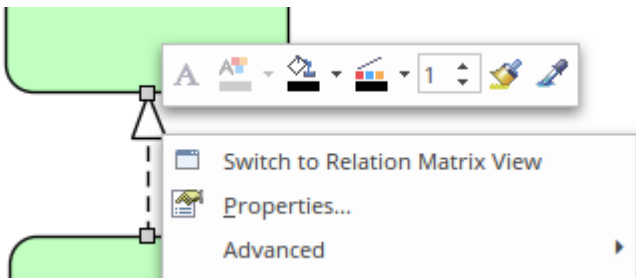 A A 1
Switch to Relation Matrix View
Properties...
Advanced